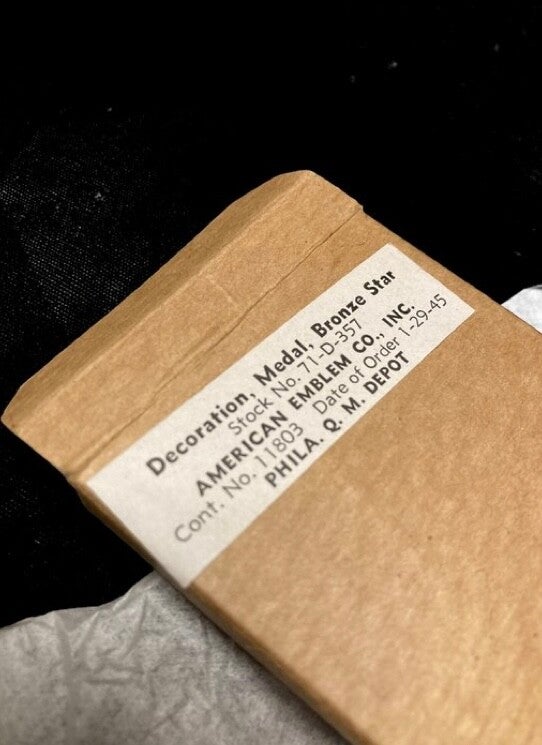 Decoration, Medal, Bronze Star
Stock No. 71-D-357
AMERICAN EMBLEM CO., INC.
Cont. No. 11803 Date of Order 1-29-45
PHILA. Q. M. DEPOT